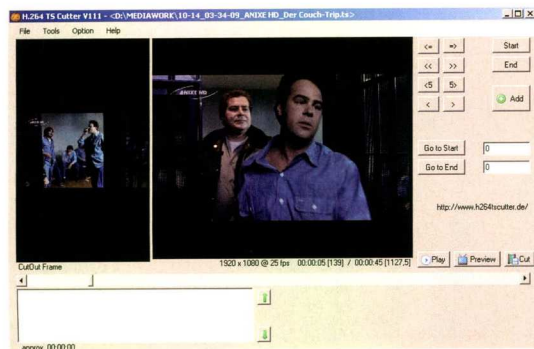 H.264 TS Cutter V111 - <D:\MEDIAWORK\10-14_03-34-09_ANIXE HD_Der Couch-Trip.ts>
File Tools Option Help
<= => Start
<< >> End
<5 5>
< > Add
ANIXE HD
Go to Start 0
Go to End 0
http://www.h264tscutter.de/
CutOut Frame
1920 x 1080 @ 25 fps 00:00:05 [139] / 00:00:45 [1127,5]
Play Preview Cut
approx. 00:00:00